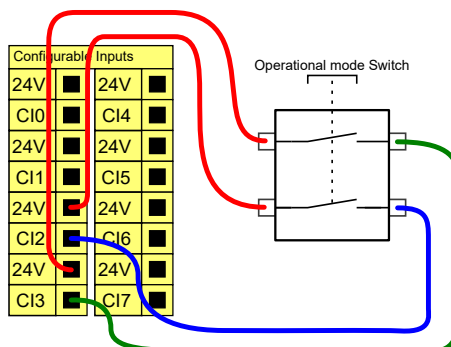 Configurable Inputs
Operational mode Switch
24V 24V
CI0 CI4
24V 24V
CI1 CI5
24V 24V
CI2 CI6
24V 24V
CI3 CI7